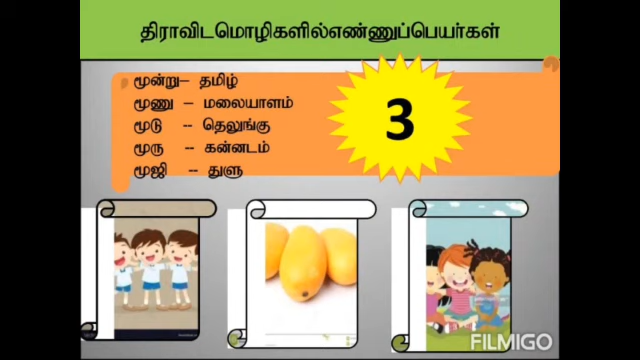 திராவிடமொழிகளில்எண்ணுப்பெயர்கள்
மூன்று– தமிழ்
மூணு – மலையாளம்
மூடு -- தெலுங்கு
மூரு -- கன்னடம்
மூஜி -- துளு
3
FILMIGO